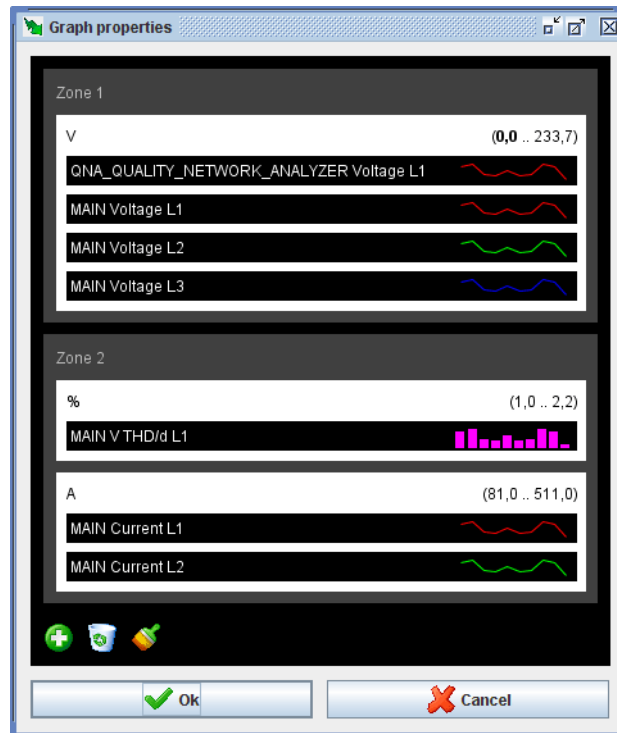 Graph properties
Zone 1
V (0,0 .. 233,7)
QNA_QUALITY_NETWORK_ANALYZER Voltage L1
MAIN Voltage L1
MAIN Voltage L2
MAIN Voltage L3
Zone 2
% (1,0 .. 2,2)
MAIN V THD/d L1
A (81,0 .. 511,0)
MAIN Current L1
MAIN Current L2
Ok Cancel